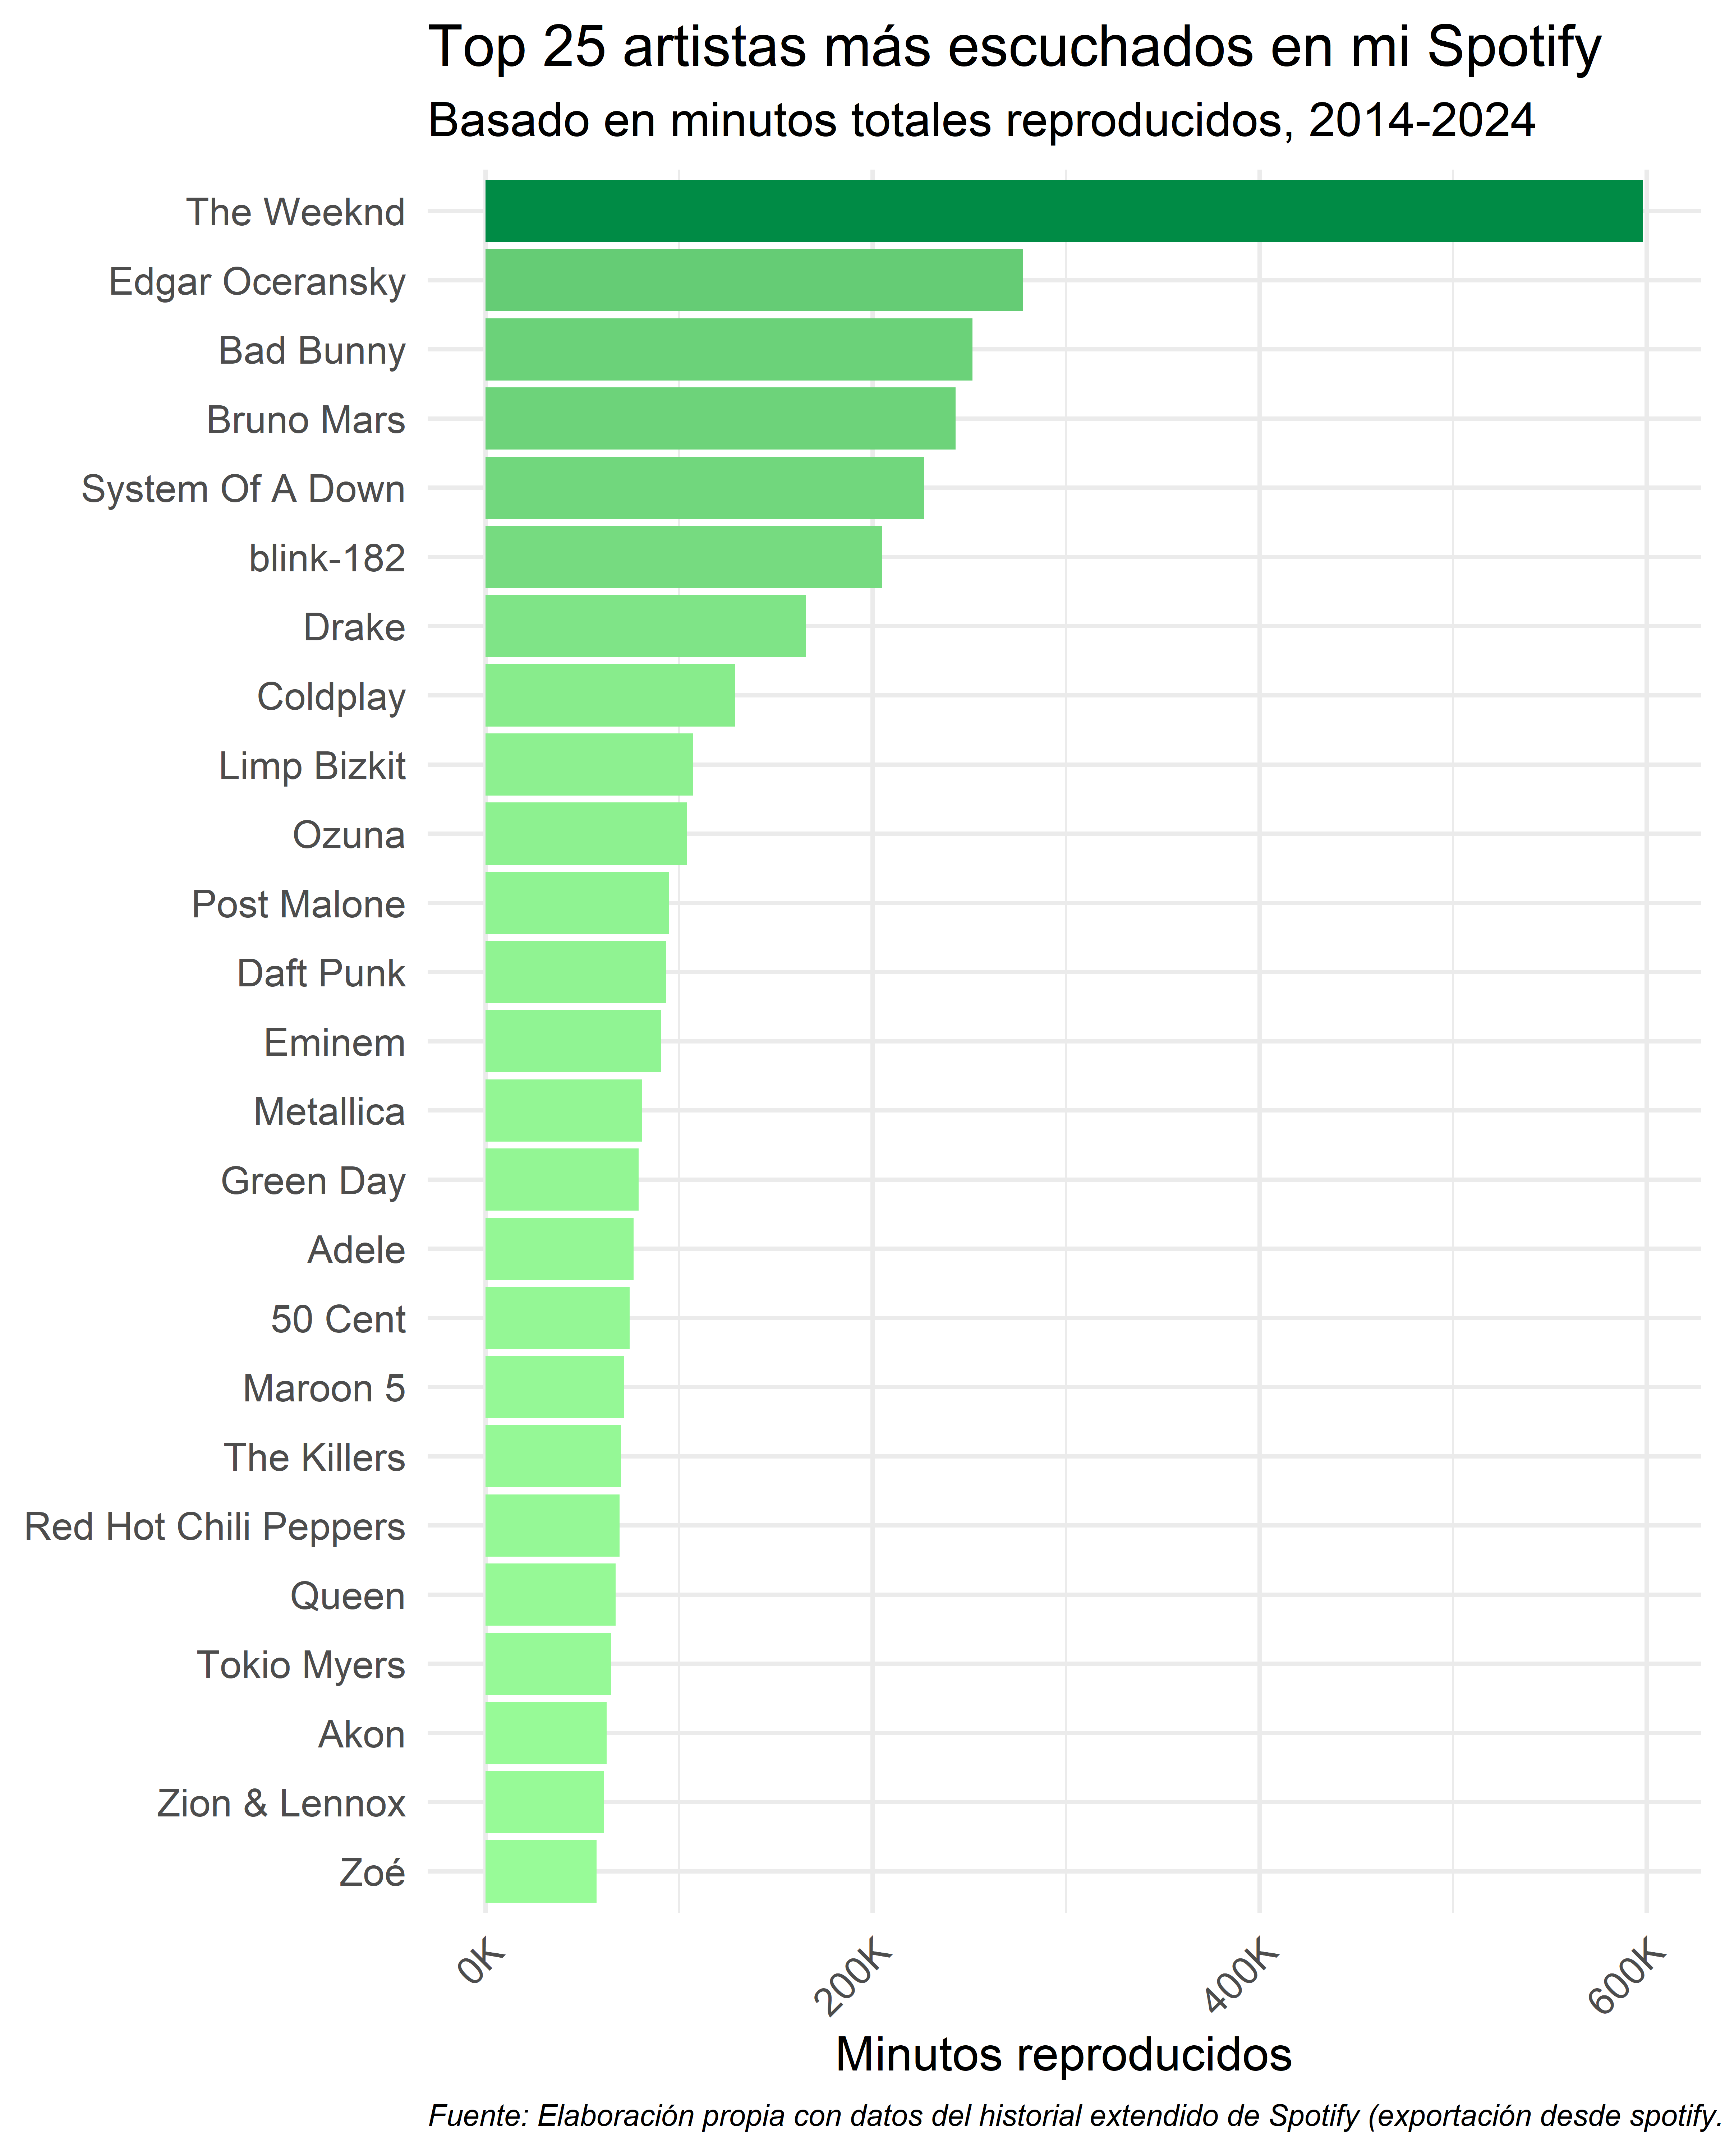 Top 25 artistas más escuchados en mi Spotify
Basado en minutos totales reproducidos, 2014-2024
The Weeknd
Edgar Oceransky
Bad Bunny
Bruno Mars
System Of A Down
blink-182
Drake
Coldplay
Limp Bizkit
Ozuna
Post Malone
Daft Punk
Eminem
Metallica
Green Day
Adele
50 Cent
Maroon 5
The Killers
Red Hot Chili Peppers
Queen
Tokio Myers
Akon
Zion & Lennox
Zoé
0K
200K
400K
600K
Minutos reproducidos
Fuente: Elaboración propia con datos del historial extendido de Spotify (exportación desde spotify.